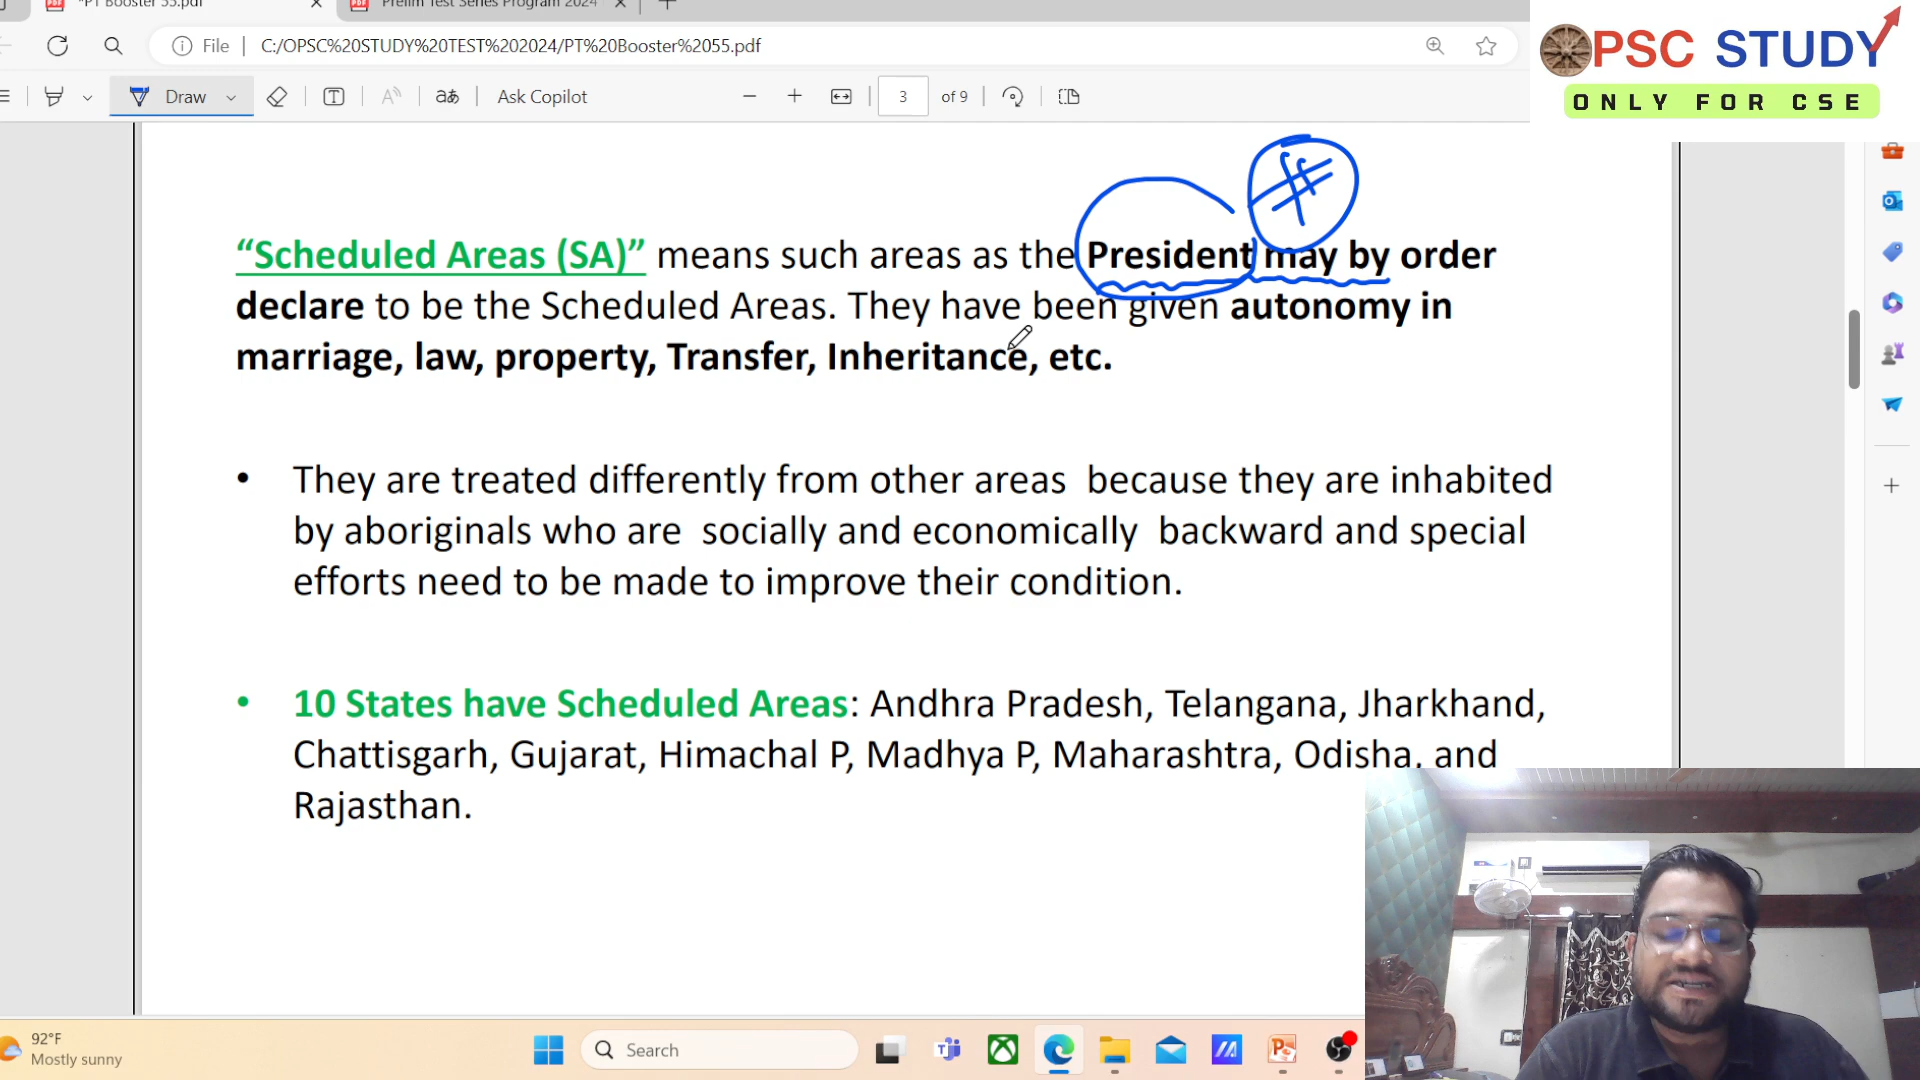 PT Booster 55.pdf
Prelim Test Series Program 2024
File
C:/OPSC%20STUDY%20TEST%202024/PT%20Booster%2055.pdf
PSC STUDY
ONLY FOR CSE
Draw
Ask Copilot
3
of 9
“Scheduled Areas (SA)” means such areas as the President may by order
declare to be the Scheduled Areas. They have been given autonomy in
marriage, law, property, Transfer, Inheritance, etc.
• They are treated differently from other areas because they are inhabited
by aboriginals who are socially and economically backward and special
efforts need to be made to improve their condition.
• 10 States have Scheduled Areas: Andhra Pradesh, Telangana, Jharkhand,
Chattisgarh, Gujarat, Himachal P, Madhya P, Maharashtra, Odisha, and
Rajasthan.
92°F
Mostly sunny
Search